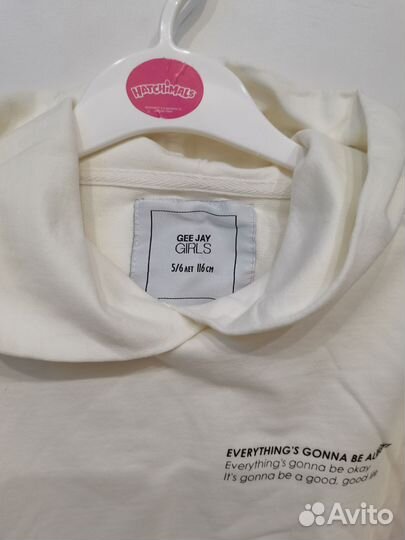 HATCHiMALS
GEE JAY
GiRLS
5/6 ЛЕТ 116 СМ
EVERYTHING'S GONNA BE
Everything's gonna be okay
It's gonna be a good, good life
Avito